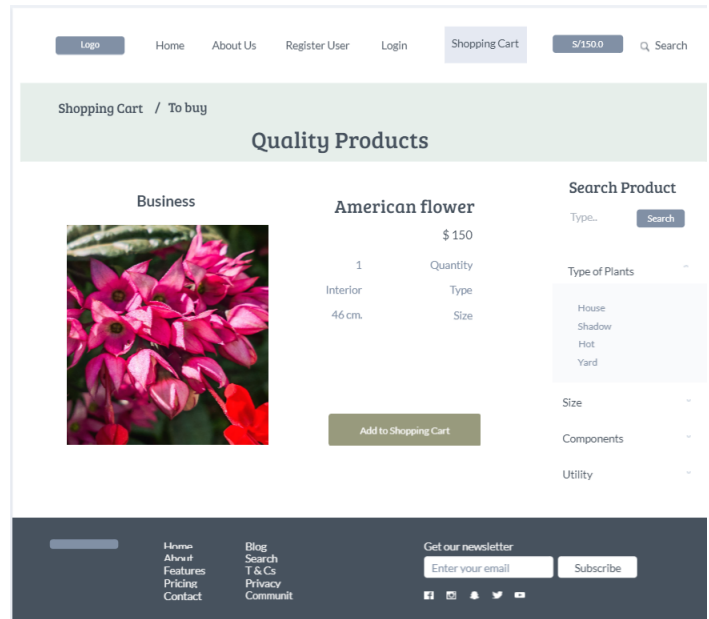 Logo
Home
About Us
Register User
Login
Shopping Cart
S/150.0
Search
Shopping Cart / To buy
Quality Products
Business
American flower
$ 150
1 Quantity
Interior Type
46 cm. Size
Add to Shopping Cart
Search Product
Type.. Search
Type of Plants
House
Shadow
Hot
Yard
Size
Components
Utility
Home
About
Features
Pricing
Contact
Blog
Search
T & Cs
Privacy
Communit
Get our newsletter
Enter your email
Subscribe